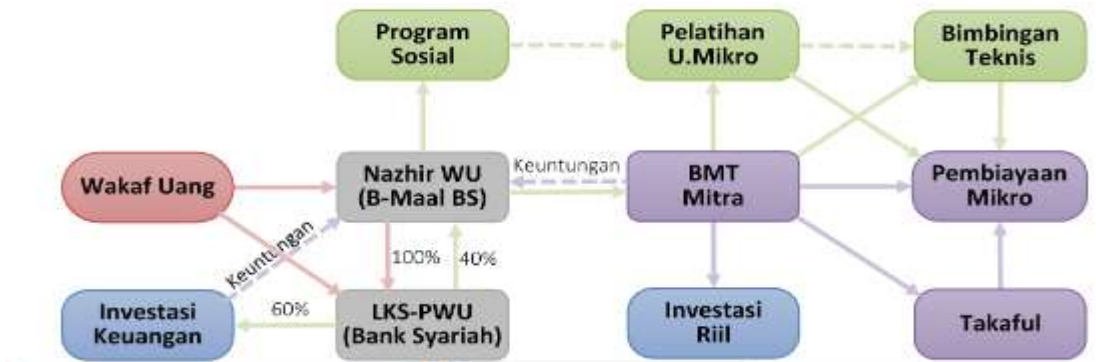 Program
Sosial
Pelatihan
U.Mikro
Bimbingan
Teknis
Wakaf Uang
Nazhir WU
(B-Maal BS)
Keuntungan
BMT
Mitra
Pembiayaan
Mikro
Keuntungan
100%
40%
Investasi
Keuangan
60%
LKS-PWU
(Bank Syariah)
Investasi
Riil
Takaful